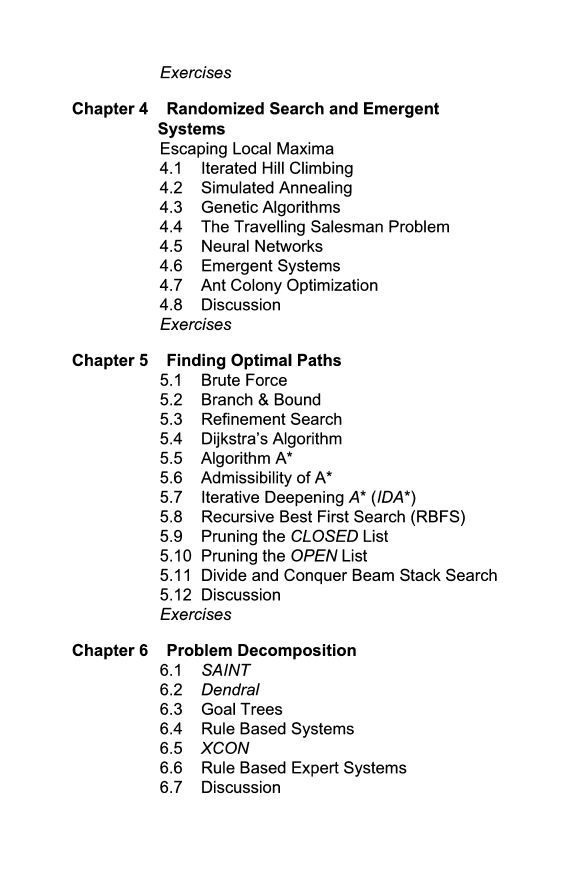 Exercises
Chapter 4 Randomized Search and Emergent
Systems
Escaping Local Maxima
4.1 Iterated Hill Climbing
4.2 Simulated Annealing
4.3 Genetic Algorithms
4.4 The Travelling Salesman Problem
4.5 Neural Networks
4.6 Emergent Systems
4.7 Ant Colony Optimization
4.8 Discussion
Exercises
Chapter 5 Finding Optimal Paths
5.1 Brute Force
5.2 Branch & Bound
5.3 Refinement Search
5.4 Dijkstra’s Algorithm
5.5 Algorithm A*
5.6 Admissibility of A*
5.7 Iterative Deepening A* (IDA*)
5.8 Recursive Best First Search (RBFS)
5.9 Pruning the CLOSED List
5.10 Pruning the OPEN List
5.11 Divide and Conquer Beam Stack Search
5.12 Discussion
Exercises
Chapter 6 Problem Decomposition
6.1 SAINT
6.2 Dendral
6.3 Goal Trees
6.4 Rule Based Systems
6.5 XCON
6.6 Rule Based Expert Systems
6.7 Discussion